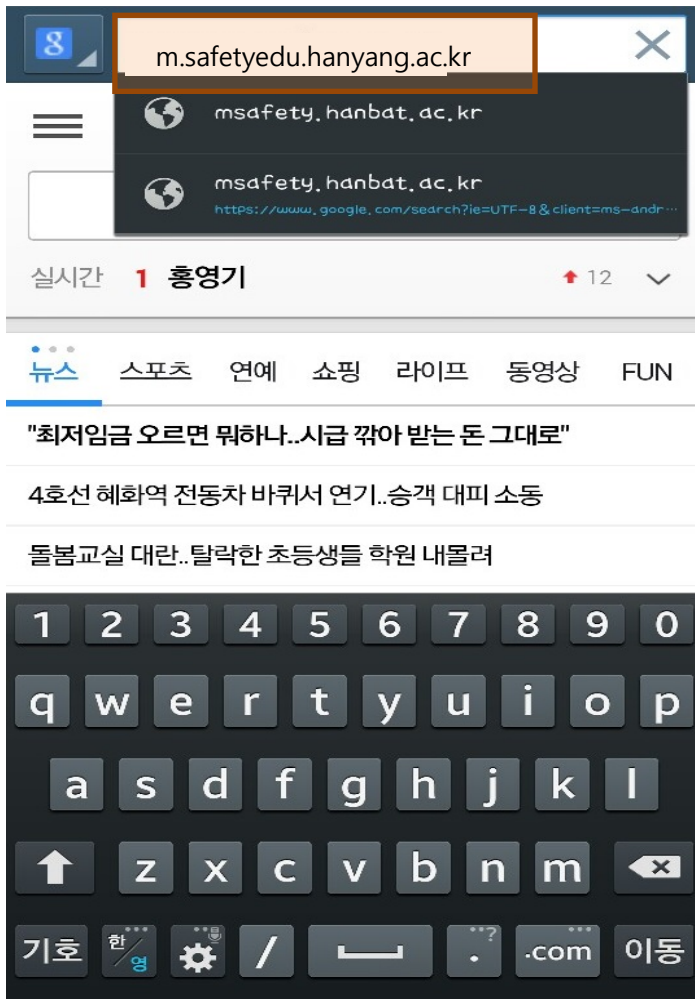 8
m.safetyedu.hanyang.ac.kr
msafety.hanbat.ac.kr
msafety.hanbat.ac.kr
https://www.google.com/search?ie=UTF-8&client=ms-andr…
실시간 1 홍영기 12
뉴스 스포츠 연예 쇼핑 라이프 동영상 FUN
"최저임금 오르면 뭐하나..시급 깎아 받는 돈 그대로"
4호선 혜화역 전동차 바퀴서 연기..승객 대피 소동
돌봄교실 대란..탈락한 초등생들 학원 내몰려
1 2 3 4 5 6 7 8 9 0
q w e r t y u i o p
a s d f g h j k l
z x c v b n m
기호 한/영 / . ..? .com 이동